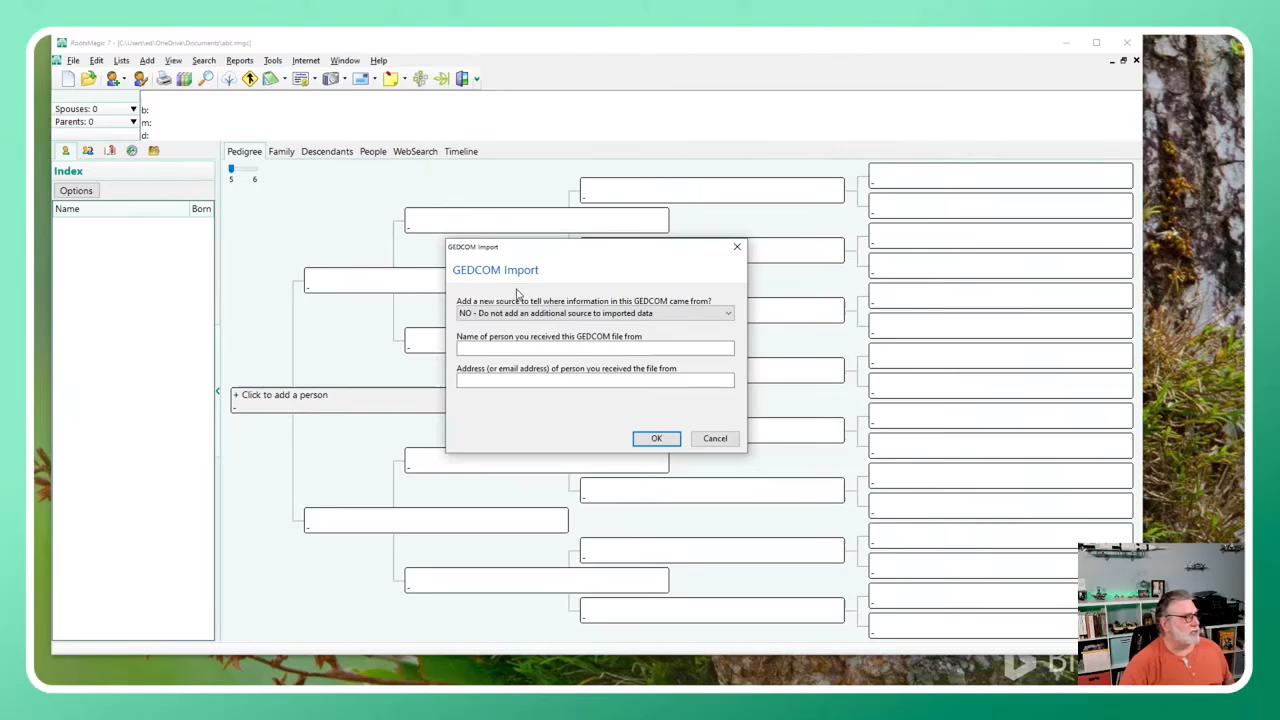 RootsMagic 7 - [C:\Users\ed\OneDrive\Documents\abc.rmgc]
File Edit Lists Add View Search Reports Tools Internet Window Help
Spouses: 0
Parents: 0
b:
m:
d:
Index
Options
Name Born
Pedigree Family Descendants People WebSearch Timeline
5 6
+ Click to add a person
GEDCOM Import
GEDCOM Import
Add a new source to tell where information in this GEDCOM came from?
NO - Do not add an additional source to imported data
Name of person you received this GEDCOM file from
Address (or email address) of person you received the file from
OK Cancel